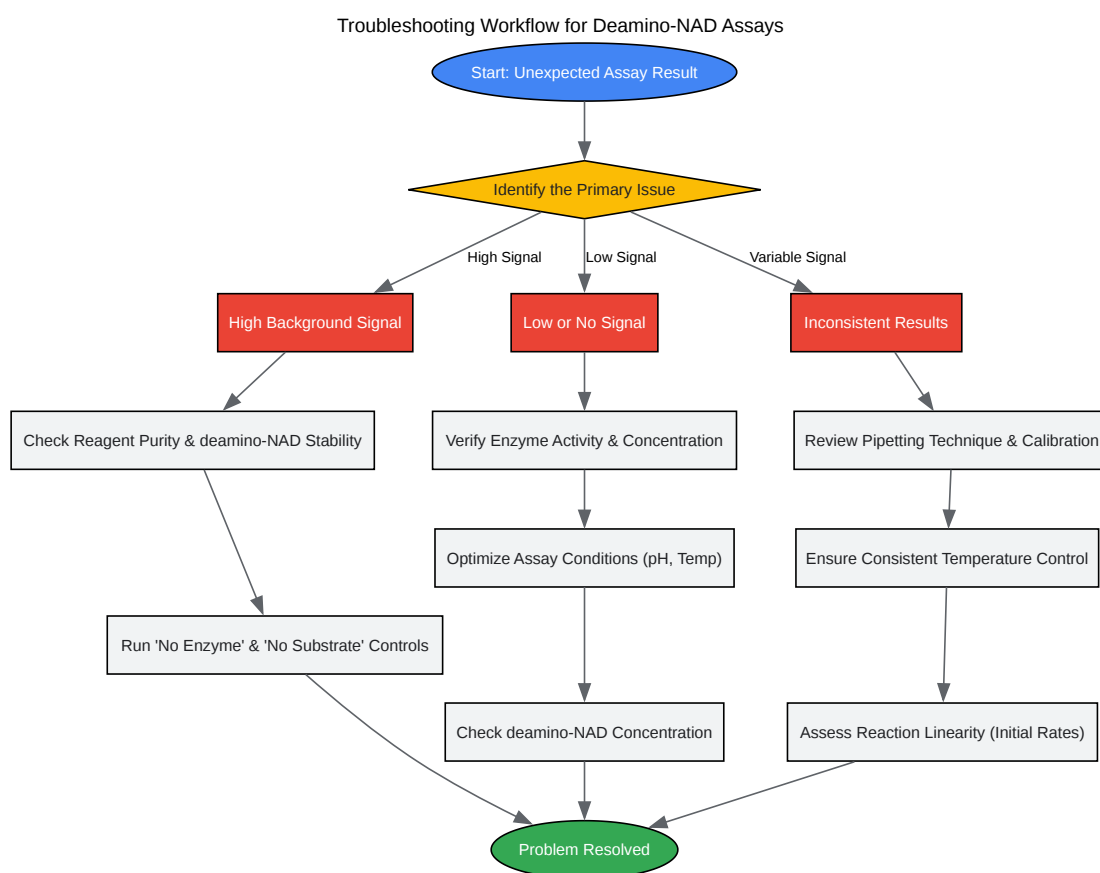 Troubleshooting Workflow for Deamino-NAD Assays
Start: Unexpected Assay Result
Identify the Primary Issue
High Signal
Low Signal
Variable Signal
High Background Signal
Low or No Signal
Inconsistent Results
Check Reagent Purity & deamino-NAD Stability
Verify Enzyme Activity & Concentration
Review Pipetting Technique & Calibration
Optimize Assay Conditions (pH, Temp)
Ensure Consistent Temperature Control
Run 'No Enzyme' & 'No Substrate' Controls
Check deamino-NAD Concentration
Assess Reaction Linearity (Initial Rates)
Problem Resolved